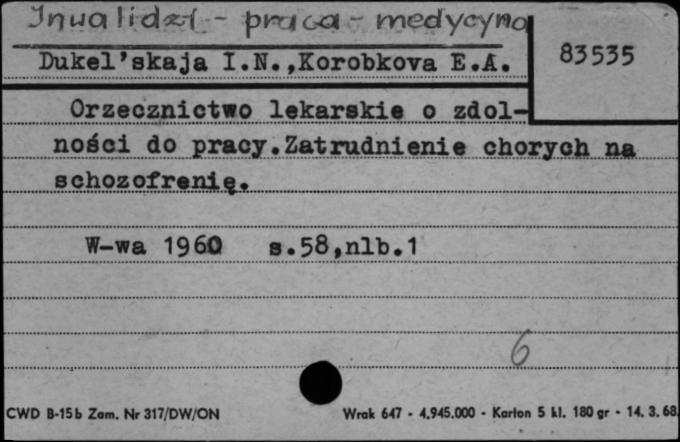 Inwalidzi - praca - medycyna
83535
Dukel'skaja I.N.,Korobkova E.A.
Orzecznictwo lekarskie o zdol-
ności do pracy.Zatrudnienie chorych na
schozofrenię.
W-wa 1960 s.58,nlb.1
6
CWD B-15b Zam. Nr 317/DW/ON Wrak 647 - 4.945.000 - Karton 5 kl. 180 gr - 14. 3. 68.